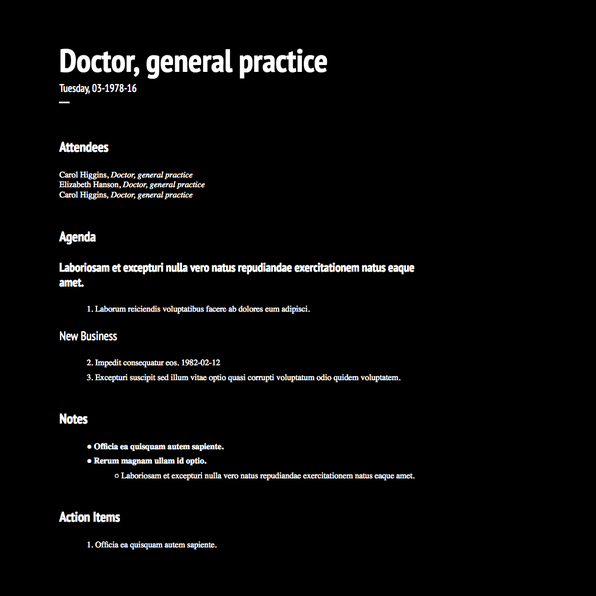 Doctor, general practice
Tuesday, 03-1978-16
Attendees
Carol Higgins, Doctor, general practice
Elizabeth Hanson, Doctor, general practice
Carol Higgins, Doctor, general practice
Agenda
Laboriosam et excepturi nulla vero natus repudiandae exercitationem natus eaque
amet.
1. Laborum reiciendis voluptatibus facere ab dolores eum adipisci.
New Business
2. Impedit consequatur eos. 1982-02-12
3. Excepturi suscipit sed illum vitae optio quasi corrupti voluptatum odio quidem voluptatem.
Notes
● Officia ea quisquam autem sapiente.
● Rerum magnam ullam id optio.
○ Laboriosam et excepturi nulla vero natus repudiandae exercitationem natus eaque amet.
Action Items
1. Officia ea quisquam autem sapiente.